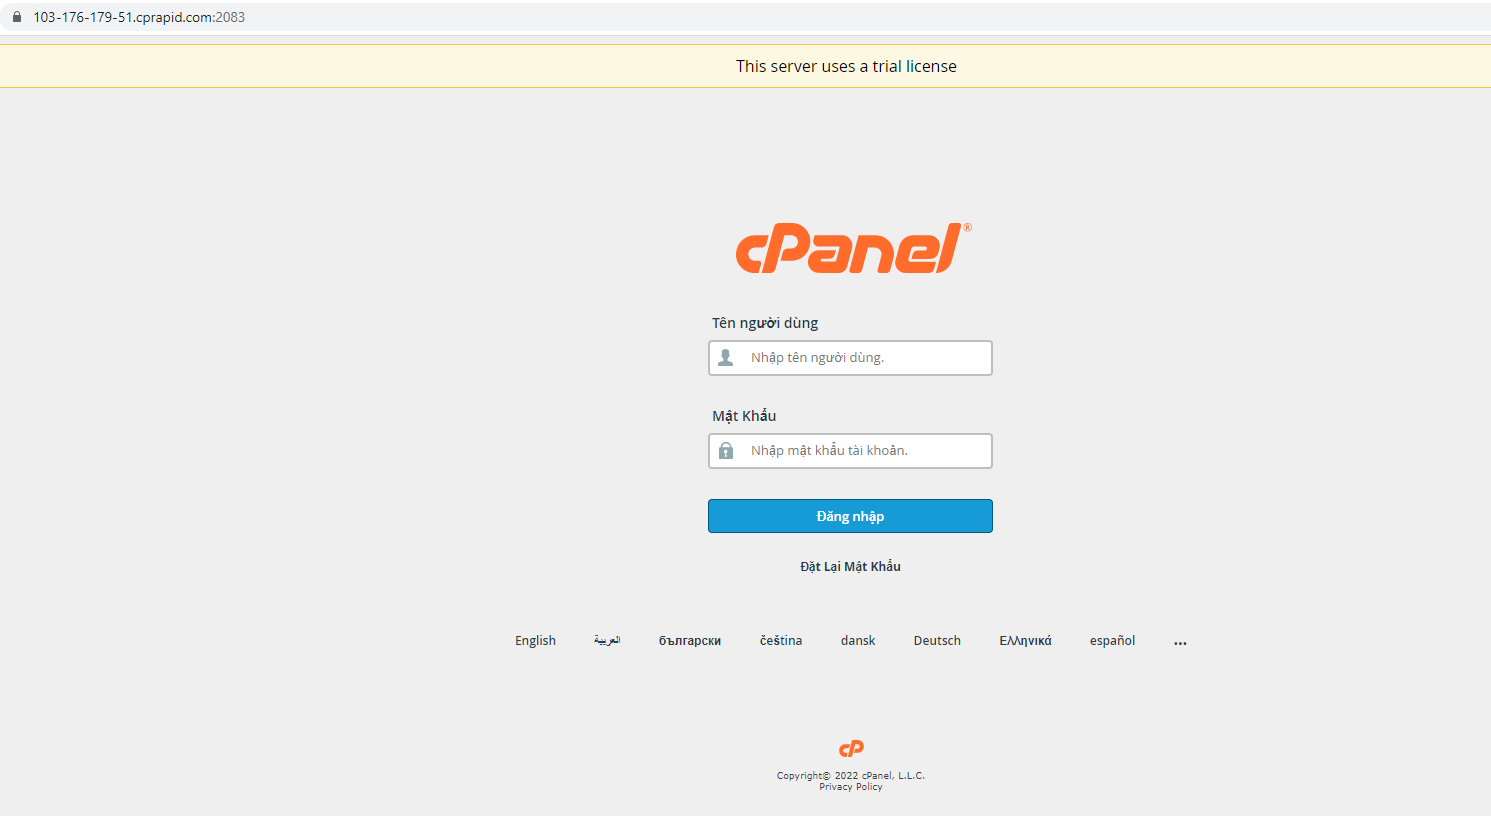 103-176-179-51.cprapid.com:2083
This server uses a trial license
cPanel®
Tên người dùng
Nhập tên người dùng.
Mật Khẩu
Nhập mật khẩu tài khoản.
Đăng nhập
Đặt Lại Mật Khẩu
English العربية български čeština dansk Deutsch Ελληνικά español ...
cP
Copyright© 2022 cPanel, L.L.C.
Privacy Policy